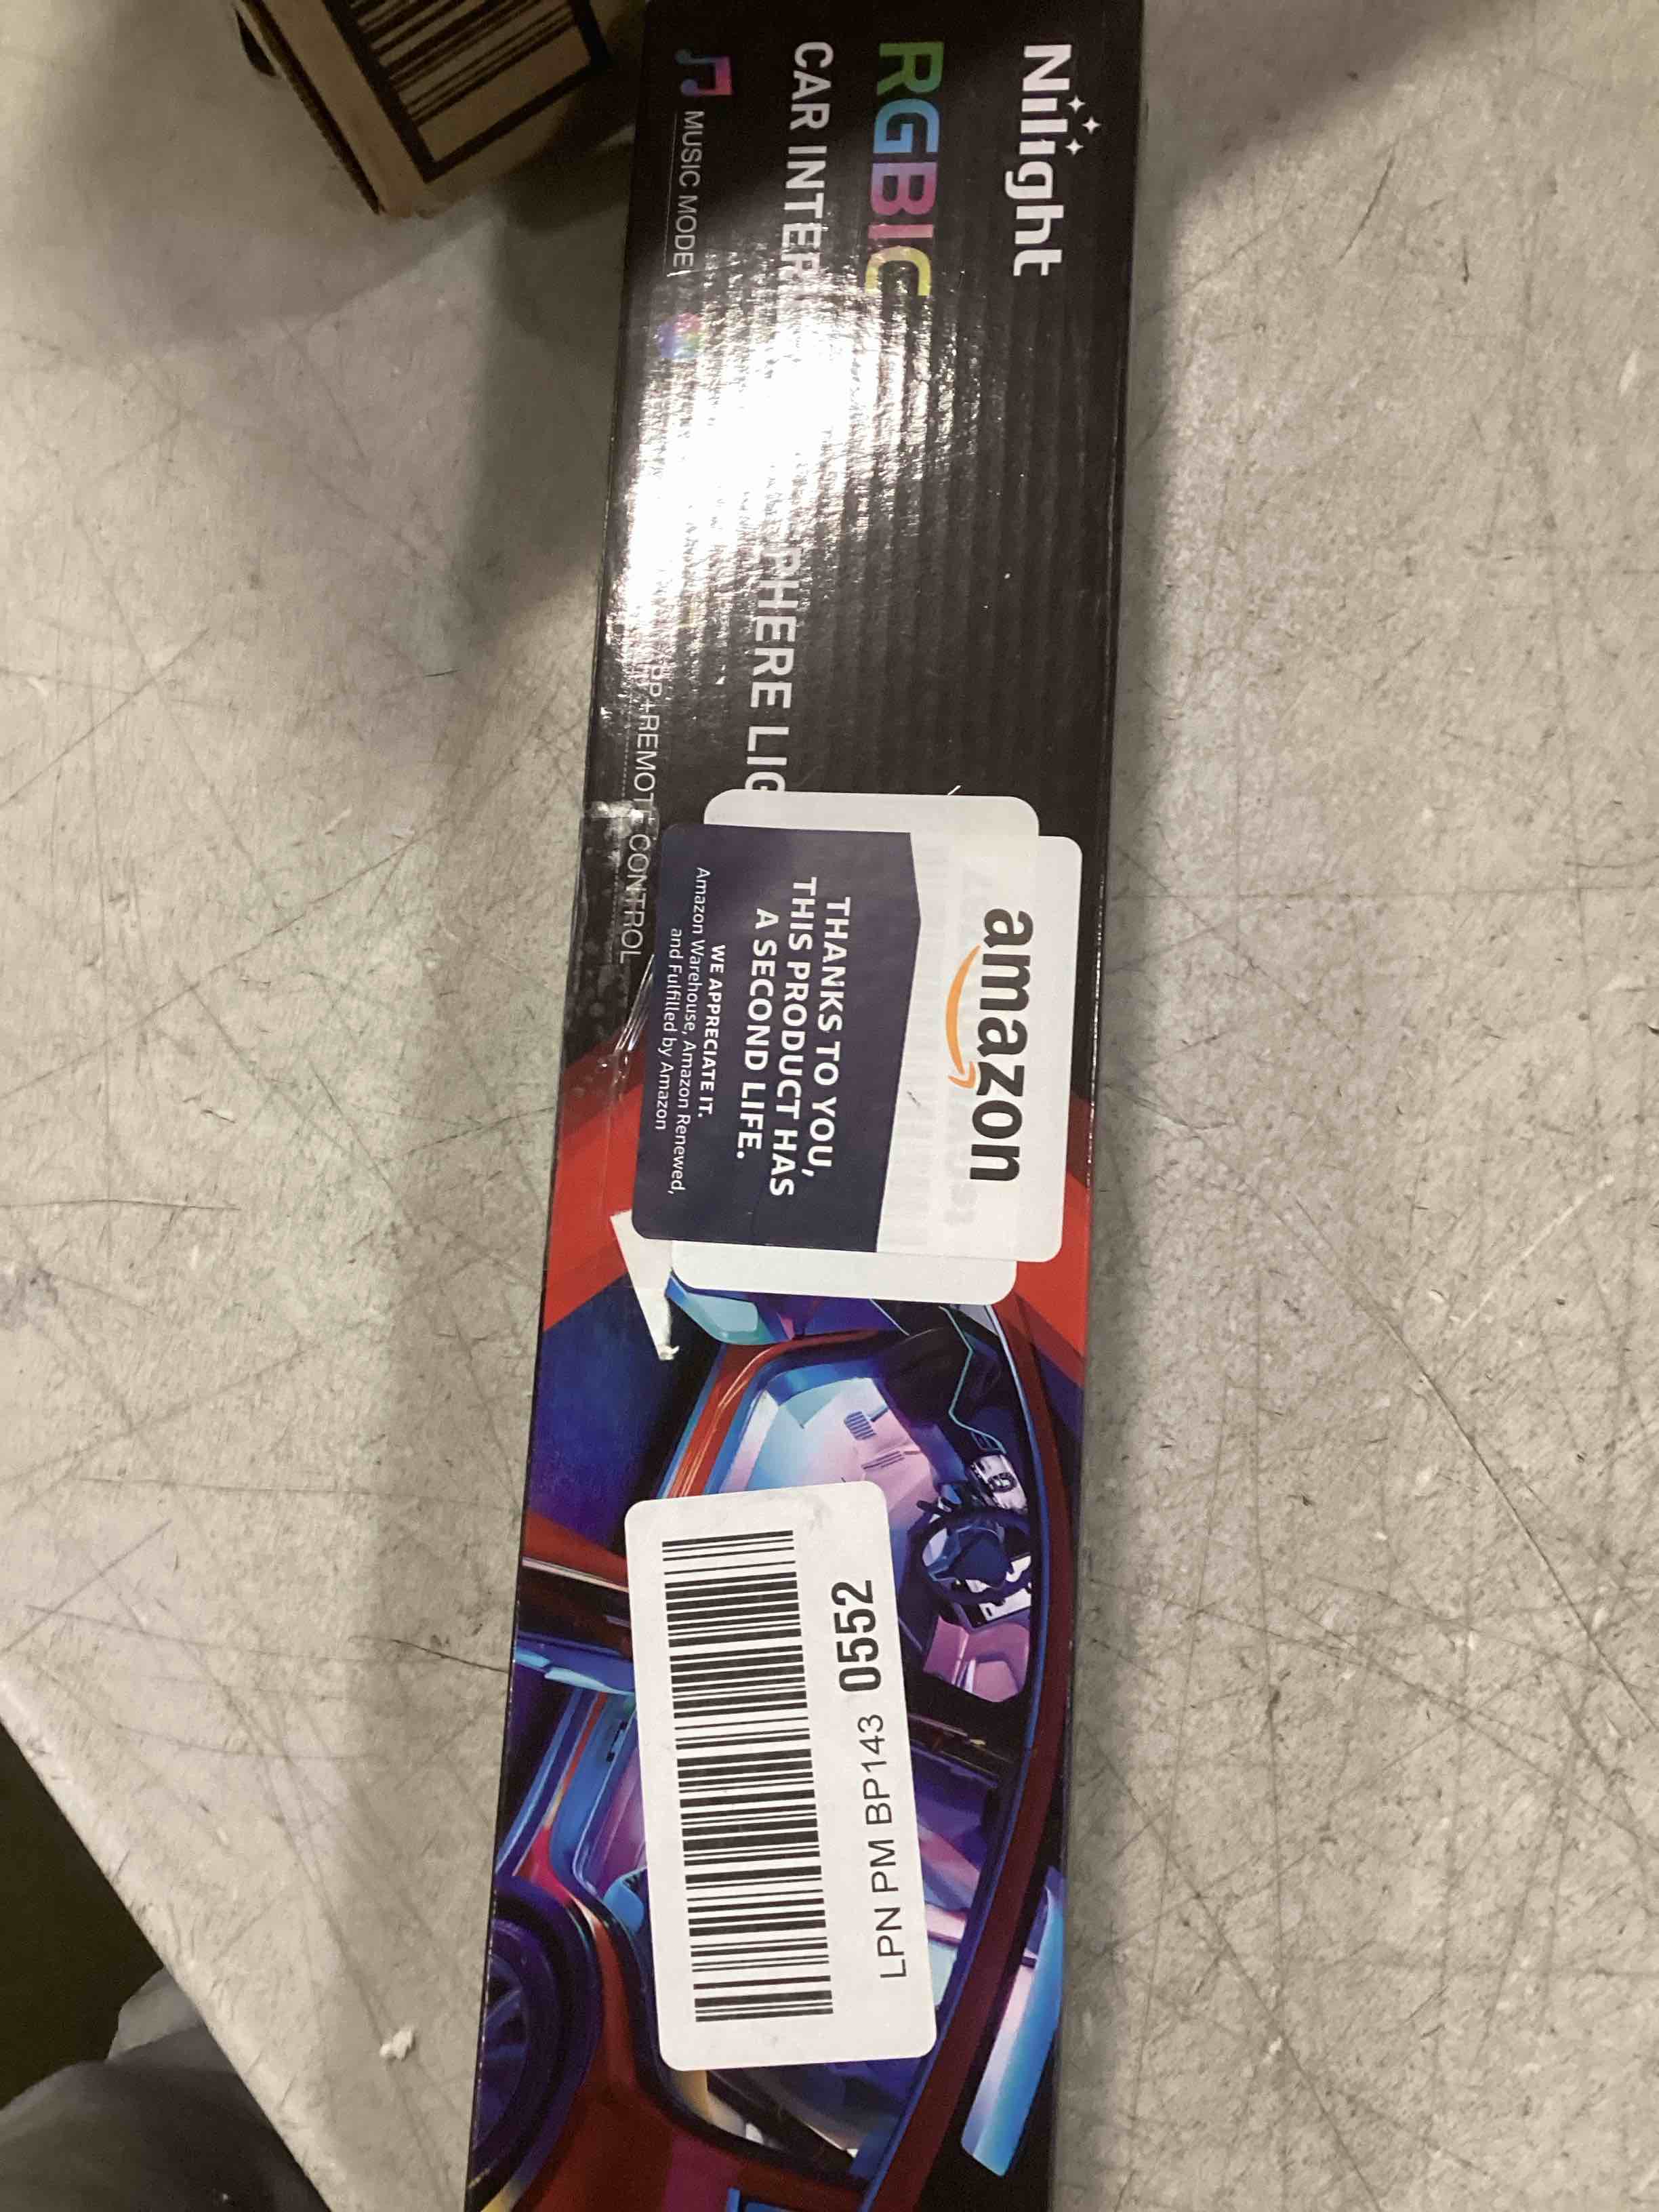 Nilight
RGBIC
CAR INTER PHERE LIG
MUSIC MODE
PP+REMOTE CONTROL
amazon
THANKS TO YOU,
THIS PRODUCT HAS
A SECOND LIFE.
WE APPRECIATE IT.
Amazon Warehouse, Amazon Renewed,
and Fulfilled by Amazon
LPN PM BP143 0552